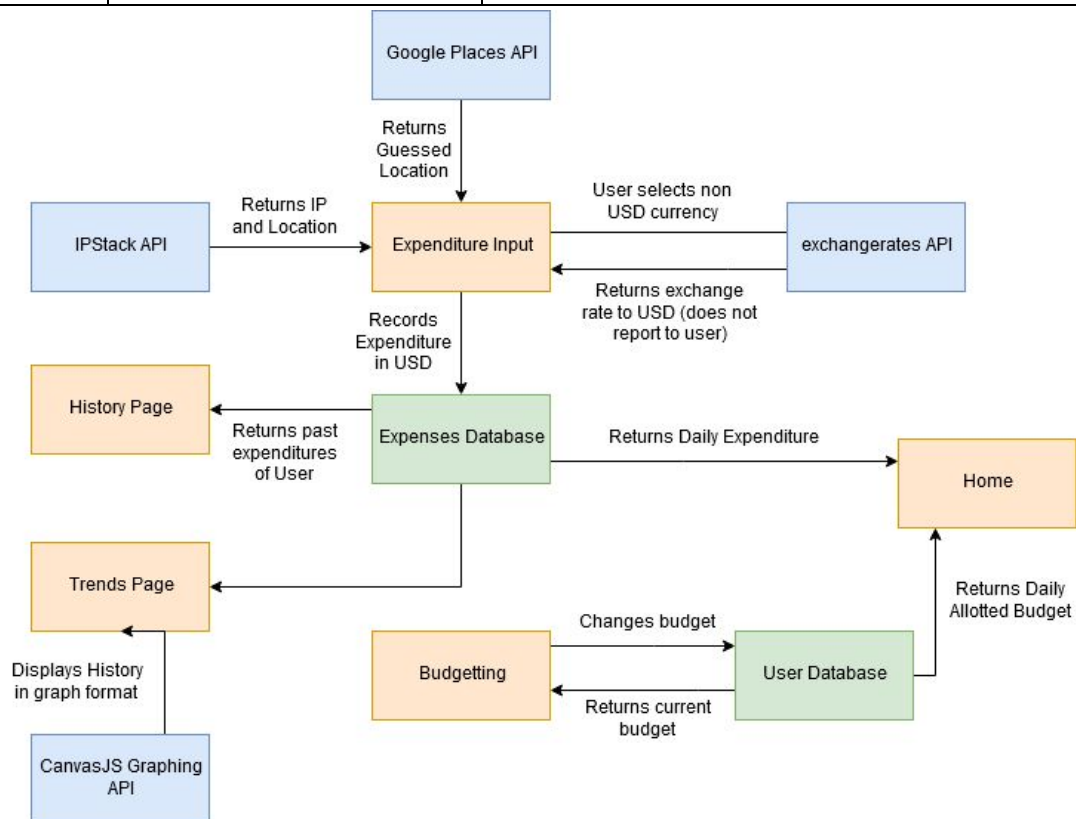 Google Places API
Returns
Guessed
Location
User selects non
USD currency
Returns IP
and Location
IPStack API
Expenditure Input
exchangerates API
Returns exchange
rate to USD (does not
report to user)
Records
Expenditure
in USD
History Page
Expenses Database
Returns Daily Expenditure
Returns past
expenditures
of User
Home
Trends Page
Returns Daily
Allotted Budget
Changes budget
Displays History
in graph format
Budgetting
User Database
Returns current
budget
CanvasJS Graphing
API